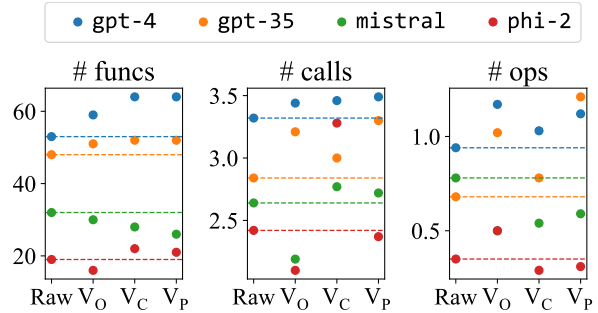 gpt-4 gpt-35 mistral phi-2
# funcs # calls # ops
60
40
20
3.5
3.0
2.5
1.0
0.5
Raw V_O V_C V_P Raw V_O V_C V_P Raw V_O V_C V_P